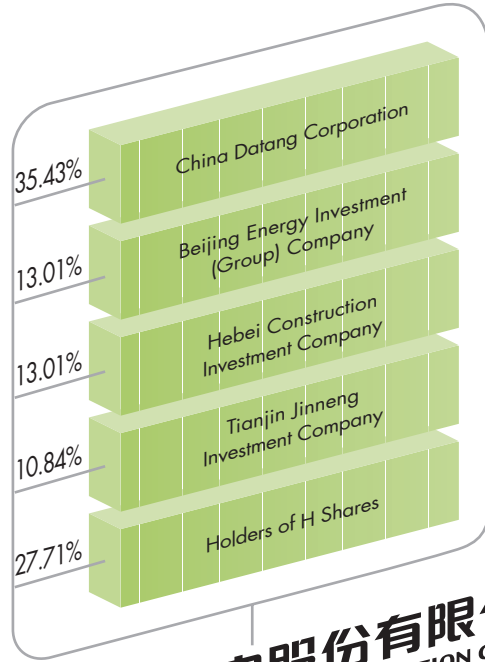 35.43%
China Datang Corporation
13.01%
Beijing Energy Investment
(Group) Company
13.01%
Hebei Construction
Investment Company
10.84%
Tianjin Jinneng
Investment Company
27.71%
Holders of H Shares
股份有限